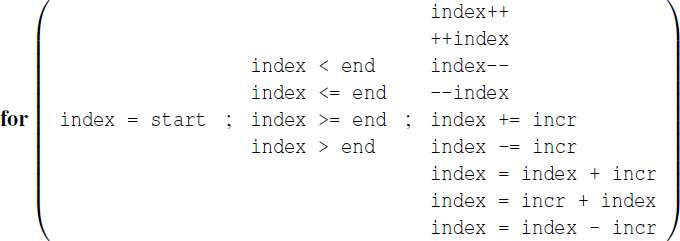 index++
++index
index < end index--
index <= end --index
for ( index = start ; index >= end ; index += incr )
index > end index -= incr
index = index + incr
index = incr + index
index = index - incr